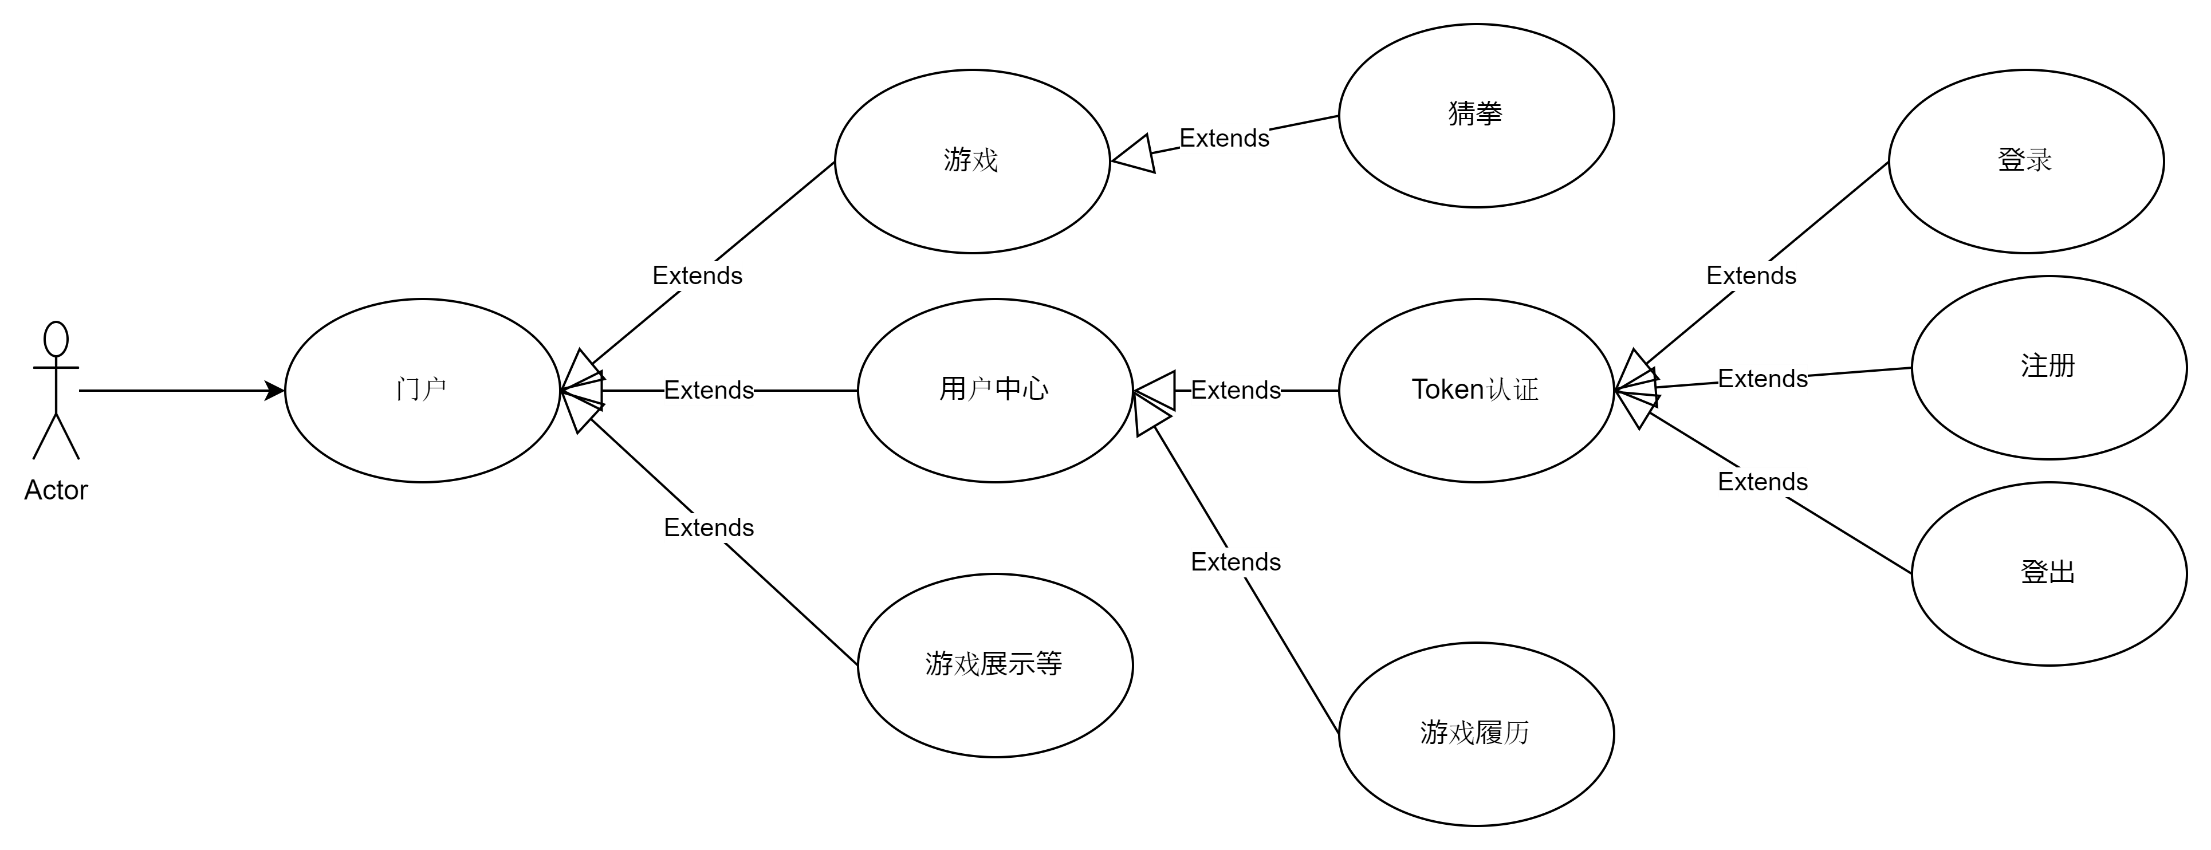 Actor
门户
Extends
Extends
Extends
游戏
用户中心
游戏展示等
Extends
Extends
Extends
猜拳
Token认证
游戏履历
Extends
Extends
Extends
登录
注册
登出